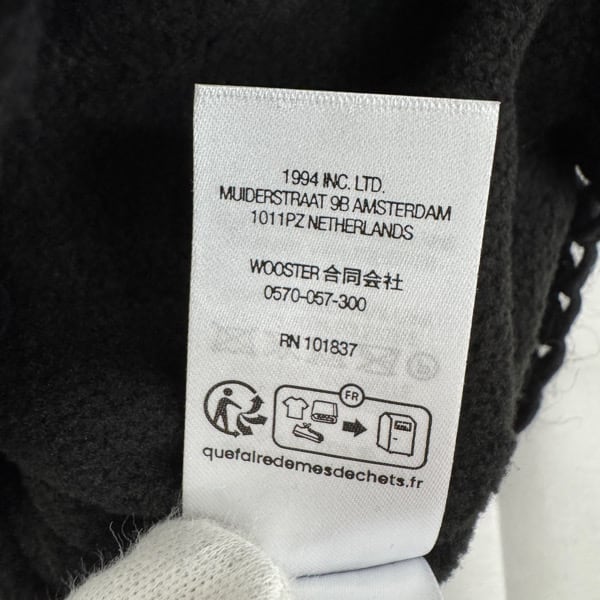 1994 INC. LTD.
MUIDERSTRAAT 9B AMSTERDAM
1011PZ NETHERLANDS
WOOSTER 合同会社
0570-057-300
RN 101837
FR
quefairedemesdechets.fr